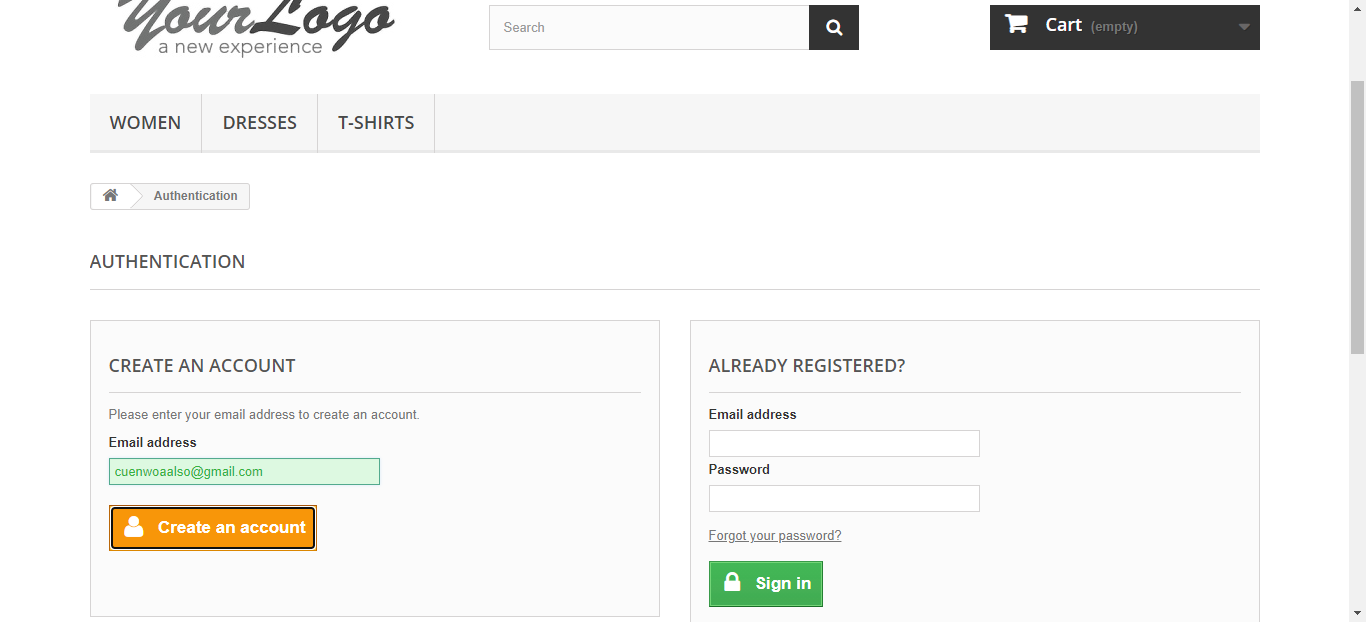 YourLogo
a new experience
Search
Cart (empty)
WOMEN
DRESSES
T-SHIRTS
Authentication
AUTHENTICATION
CREATE AN ACCOUNT
Please enter your email address to create an account.
Email address
cuenwoaalso@gmail.com
Create an account
ALREADY REGISTERED?
Email address
Password
Forgot your password?
Sign in